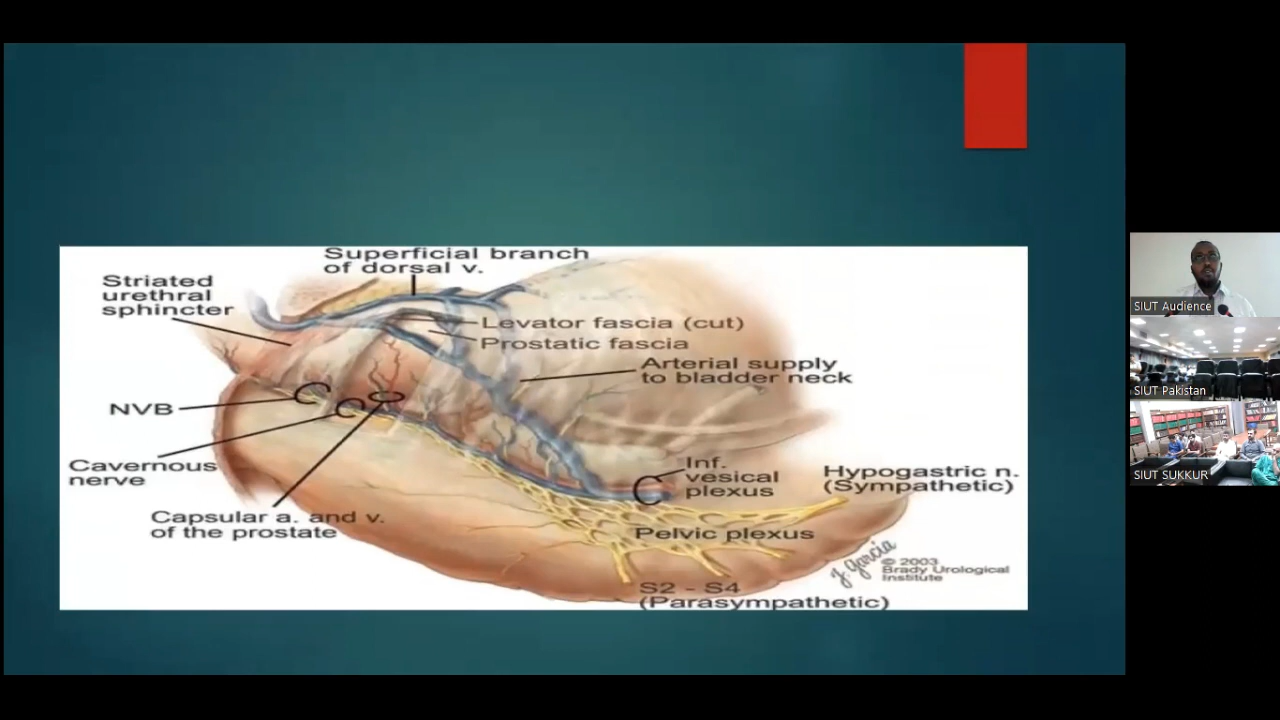 Superficial branch
of dorsal v.
Striated
urethral
sphincter
Levator fascia (cut)
Prostatic fascia
Arterial supply
to bladder neck
NVB
Cavernous
nerve
Capsular a. and v.
of the prostate
Inf.
vesical
plexus
Hypogastric n.
(Sympathetic)
Pelvic plexus
S2 - S4
(Parasympathetic)
J Garcia
© 2003
Brady Urological
Institute
SIUT Audience
SIUT Pakistan
SIUT SUKKUR